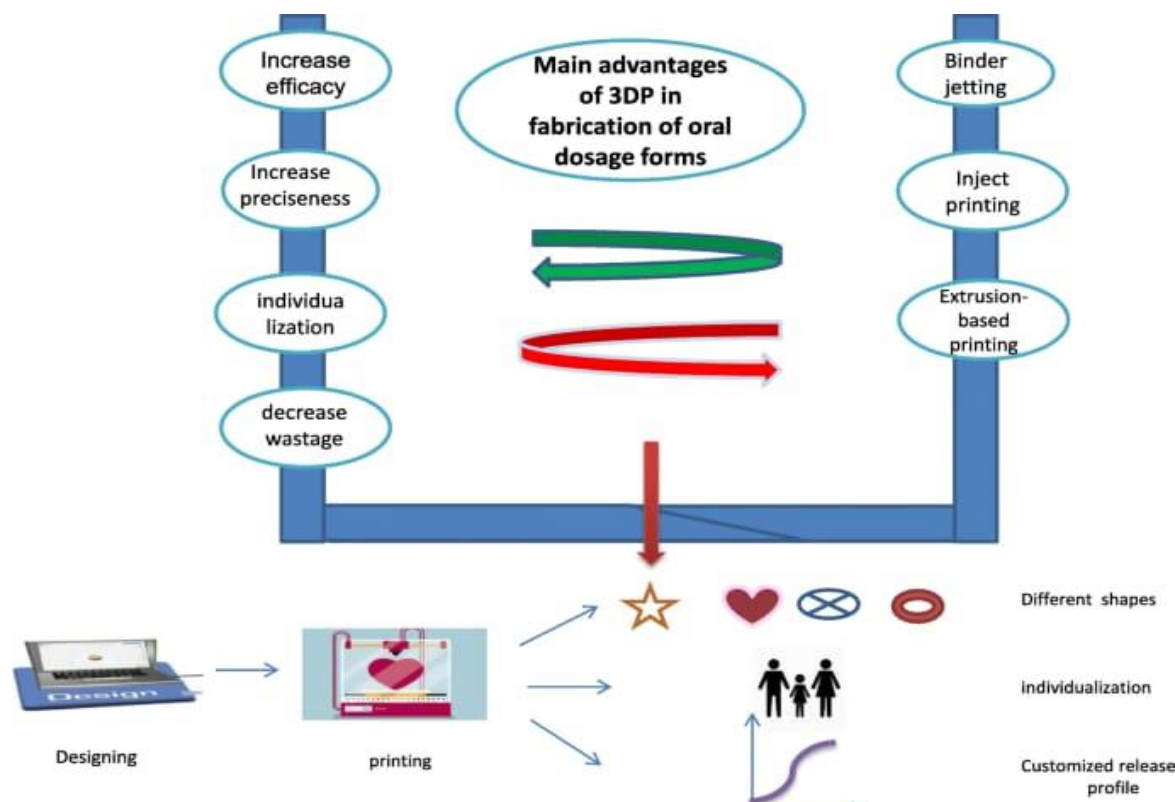 Increase
efficacy
Increase
preciseness
individua
lization
decrease
wastage
Main advantages
of 3DP in
fabrication of oral
dosage forms
Binder
jetting
Inject
printing
Extrusion-
based
printing
Different shapes
individualization
Customized release
profile
Design
Designing
printing